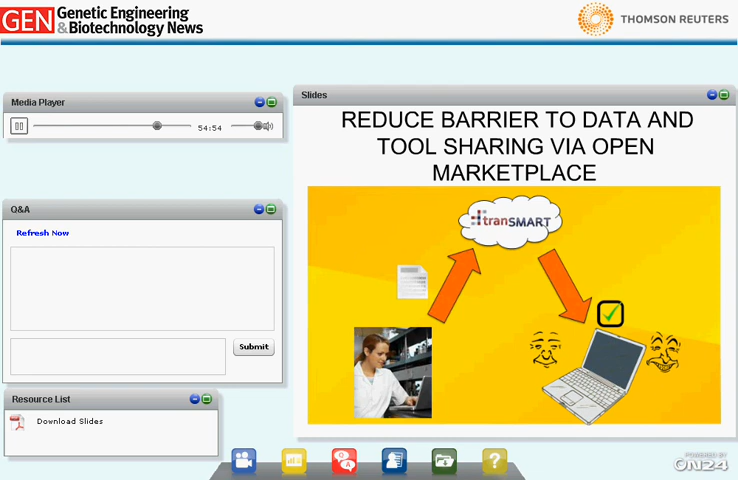 GEN Genetic Engineering
&Biotechnology News
THOMSON REUTERS
Media Player
54:54
Q&A
Refresh Now
Submit
Resource List
Download Slides
Slides
REDUCE BARRIER TO DATA AND
TOOL SHARING VIA OPEN
MARKETPLACE
tranSMART
Q
A
?
POWERED BY
ON24